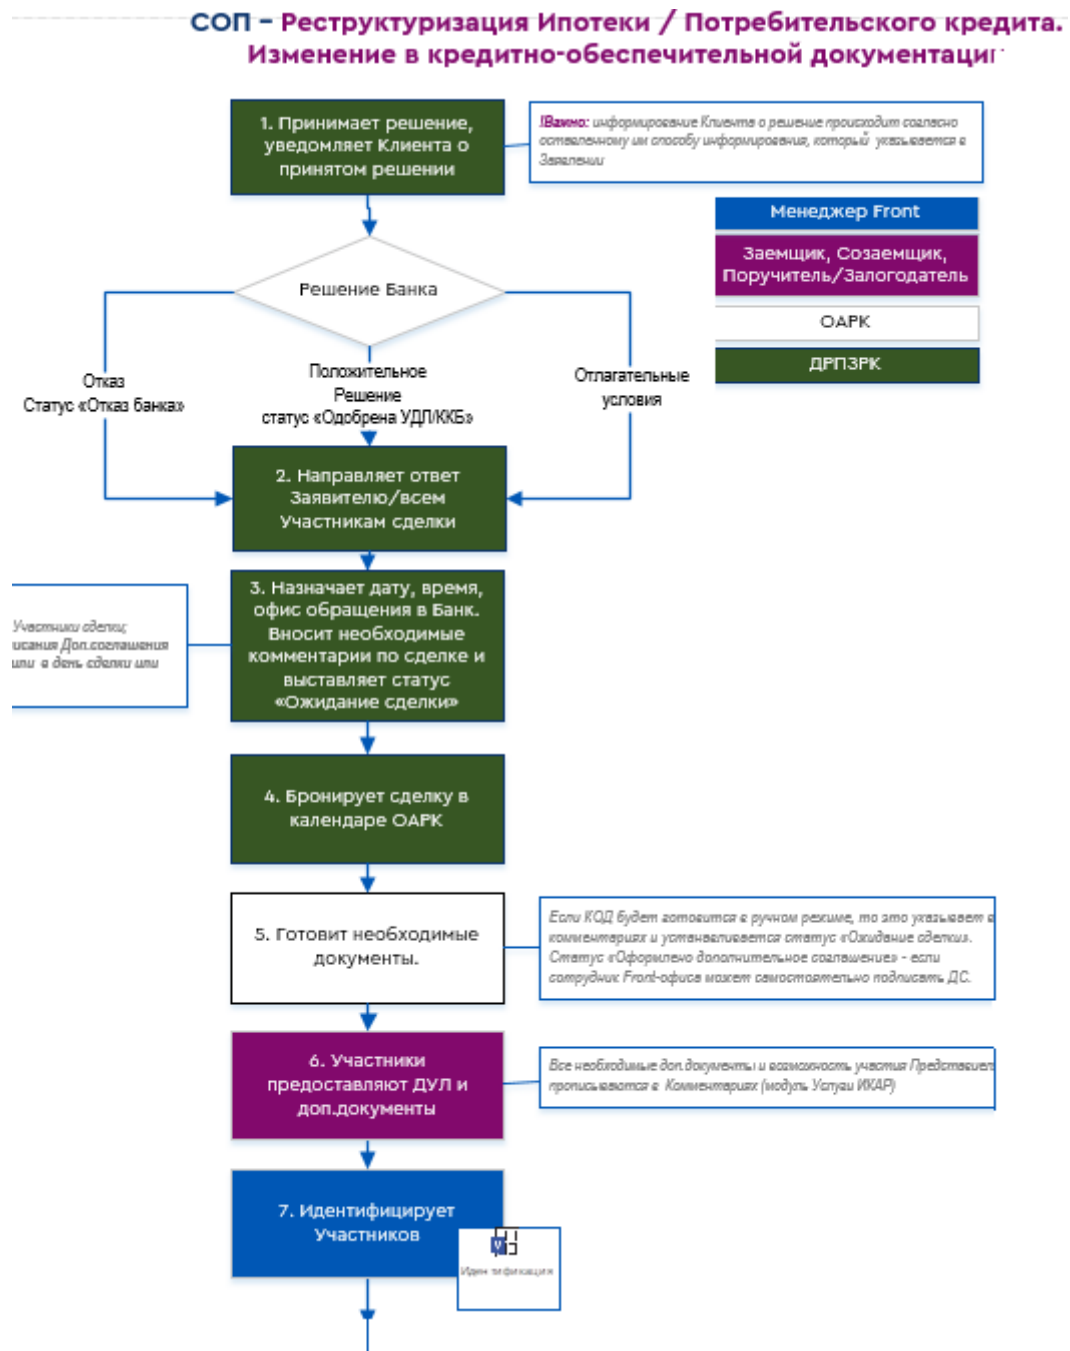 СОП – Реструктуризация Ипотеки / Потребительского кредита.
Изменение в кредитно-обеспечительной документаци
1. Принимает решение,
уведомляет Клиента о
принятом решении
!Важно: информирование Клиента о решение происходит согласно
оставленному им способу информирования, который указывается в
Заявлении
Менеджер Front
Заемщик, Созаемщик,
Поручитель/Залогодатель
ОАРК
ДРПЗРК
Решение Банка
Отказ
Статус «Отказ банка»
Положительное
Решение
статус «Одобрена УДЛ/ККБ»
Отлагательные
условия
2. Направляет ответ
Заявителю/всем
Участникам сделки
3. Назначает дату, время,
офис обращения в Банк.
Вносит необходимые
комментарии по сделке и
выставляет статус
«Ожидание сделки»
Участники сделки;
писания Доп.соглашения
или в день сделки или
4. Бронирует сделку в
календаре ОАРК
5. Готовит необходимые
документы.
Если КОД будет готовится в ручном режиме, то это указывает в
комментариях и устанавливается статус «Ожидание сделки».
Статус «Оформлено дополнительное соглашение» - если
сотрудник Front-офиса может самостоятельно подписать ДС.
6. Участники
предоставляют ДУЛ и
доп.документы
Все необходимые доп.документы и возможность участия Представител
прописываются в Комментариях (модуль Услуги ИКАР)
7. Идентифицирует
Участников
Идентификация